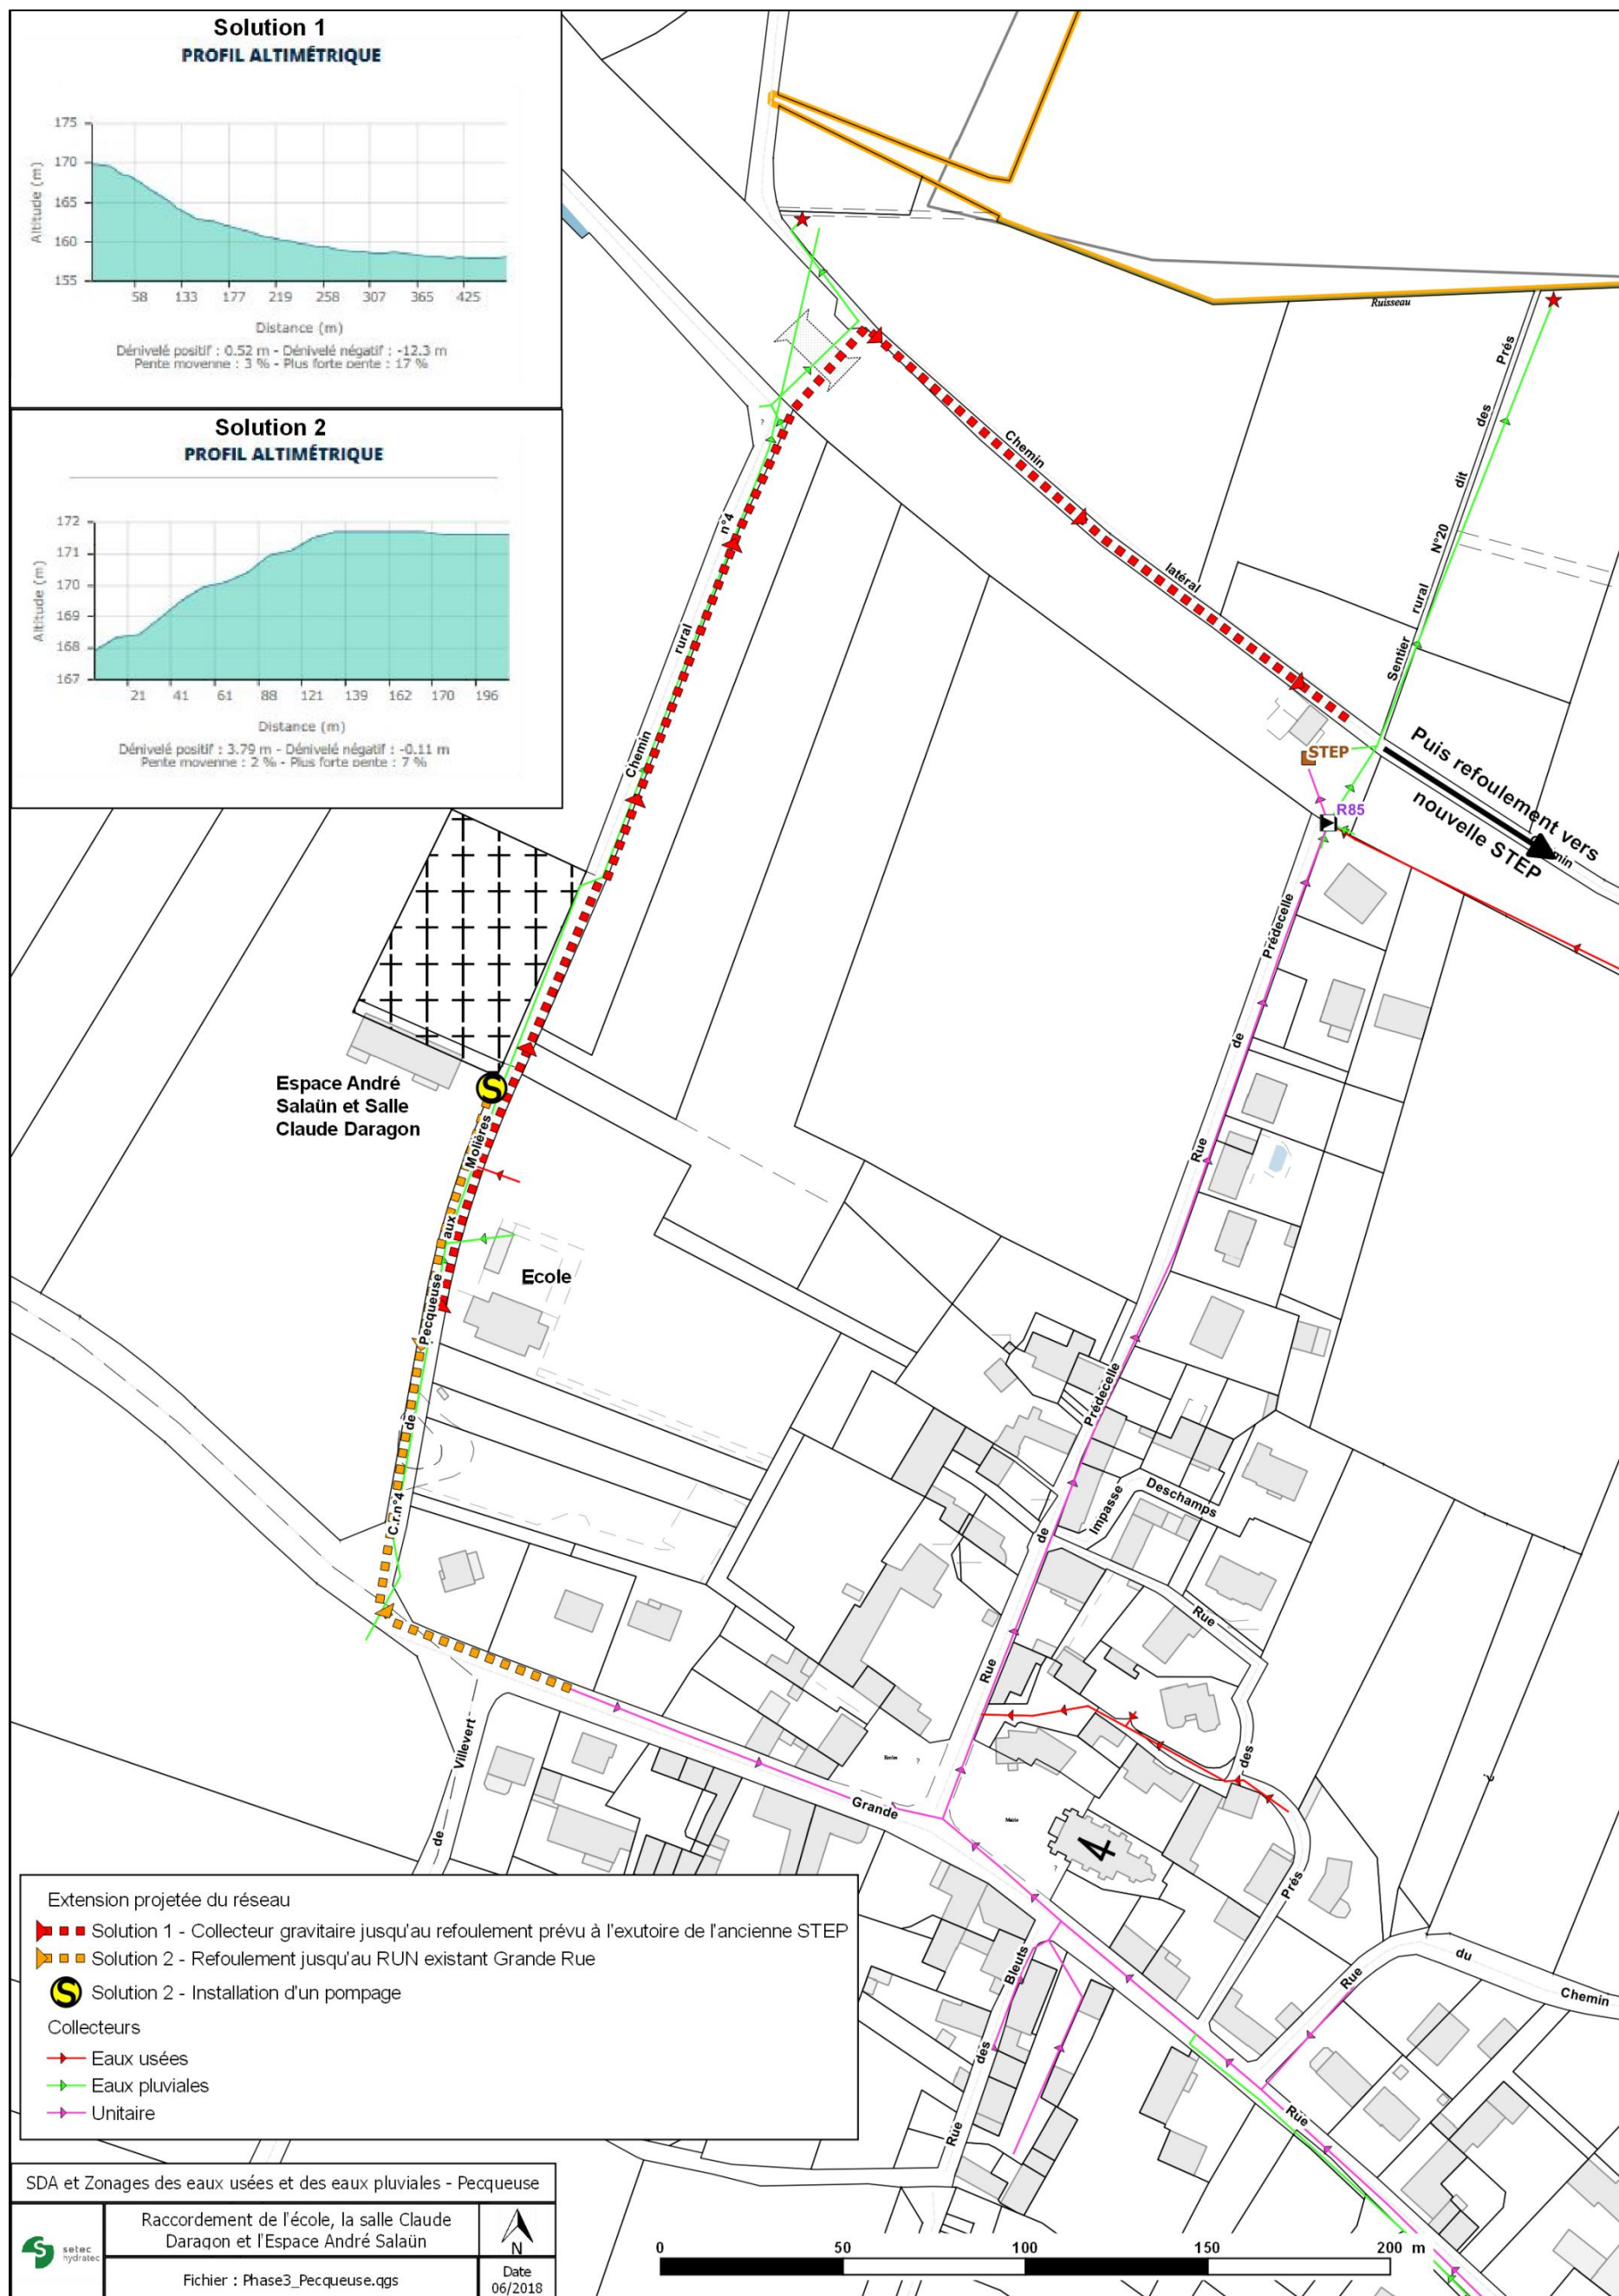 Solution 1
PROFIL ALTIMÉTRIQUE
175
170
165
160
155
Altitude (m)
58 133 177 219 258 307 365 425
Distance (m)
Dénivelé positif : 0.52 m - Dénivelé négatif : -12.3 m
Pente moyenne : 3 % - Plus forte pente : 17 %
Solution 2
PROFIL ALTIMÉTRIQUE
172
171
170
169
168
167
Altitude (m)
21 41 61 88 121 139 162 170 196
Distance (m)
Dénivelé positif : 3.79 m - Dénivelé négatif : -0.11 m
Pente moyenne : 2 % - Plus forte pente : 7 %
Ruisseau
Sentier rural N°20 dit des Prés
Chemin latéral
Chemin rural n°4
?
STEP
R85
Puis refoulement vers
nouvelle STEP
Rue de Prédecelle
Espace André
Salaün et Salle
Claude Daragon
S
C.r.n°4 de Pecqueuse aux Molières
Ecole
Rue de Prédecelle
Impasse Deschamps
Rue des Prés
de Villevert
Grande Rue
?
?
4
Rue des Bleuts
Rue du Chemin
Extension projetée du réseau
Solution 1 - Collecteur gravitaire jusqu'au refoulement prévu à l'exutoire de l'ancienne STEP
Solution 2 - Refoulement jusqu'au RUN existant Grande Rue
S Solution 2 - Installation d'un pompage
Collecteurs
Eaux usées
Eaux pluviales
Unitaire
SDA et Zonages des eaux usées et des eaux pluviales - Pecqueuse
setec
hydratec
Raccordement de l'école, la salle Claude
Daragon et l'Espace André Salaün
N
Fichier : Phase3_Pecqueuse.qgs
Date
06/2018
0 50 100 150 200 m